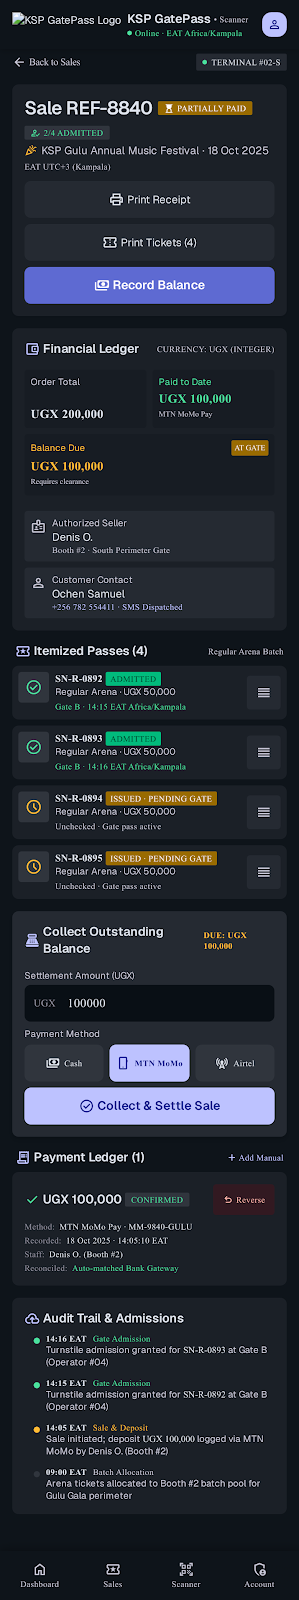 KSP GatePass Logo KSP GatePass • Scanner
Online · EAT Africa/Kampala
Back to Sales TERMINAL #02-S
Sale REF-8840 PARTIALLY PAID
2/4 ADMITTED
KSP Gulu Annual Music Festival · 18 Oct 2025
EAT UTC+3 (Kampala)
Print Receipt
Print Tickets (4)
Record Balance
Financial Ledger CURRENCY: UGX (INTEGER)
Order Total
UGX 200,000
Paid to Date
UGX 100,000
MTN MoMo Pay
Balance Due AT GATE
UGX 100,000
Requires clearance
Authorized Seller
Denis O.
Booth #2 · South Perimeter Gate
Customer Contact
Ochen Samuel
+256 782 554411 · SMS Dispatched
Itemized Passes (4) Regular Arena Batch
SN-R-0892 ADMITTED
Regular Arena · UGX 50,000
Gate B · 14:15 EAT Africa/Kampala
SN-R-0893 ADMITTED
Regular Arena · UGX 50,000
Gate B · 14:16 EAT Africa/Kampala
SN-R-0894 ISSUED · PENDING GATE
Regular Arena · UGX 50,000
Unchecked · Gate pass active
SN-R-0895 ISSUED · PENDING GATE
Regular Arena · UGX 50,000
Unchecked · Gate pass active
Collect Outstanding
Balance
DUE: UGX
100,000
Settlement Amount (UGX)
UGX 100000
Payment Method
Cash MTN MoMo Airtel
Collect & Settle Sale
Payment Ledger (1) + Add Manual
UGX 100,000 CONFIRMED Reverse
Method: MTN MoMo Pay · MM-9840-GULU
Recorded: 18 Oct 2025 · 14:05:10 EAT
Staff: Denis O. (Booth #2)
Reconciled: Auto-matched Bank Gateway
Audit Trail & Admissions
14:16 EAT Gate Admission
Turnstile admission granted for SN-R-0893 at Gate B
(Operator #04)
14:15 EAT Gate Admission
Turnstile admission granted for SN-R-0892 at Gate B
(Operator #04)
14:05 EAT Sale & Deposit
Sale initiated; deposit UGX 100,000 logged via MTN
MoMo by Denis O. (Booth #2)
09:00 EAT Batch Allocation
Arena tickets allocated to Booth #2 batch pool for
Gulu Gala perimeter
Dashboard Sales Scanner Account